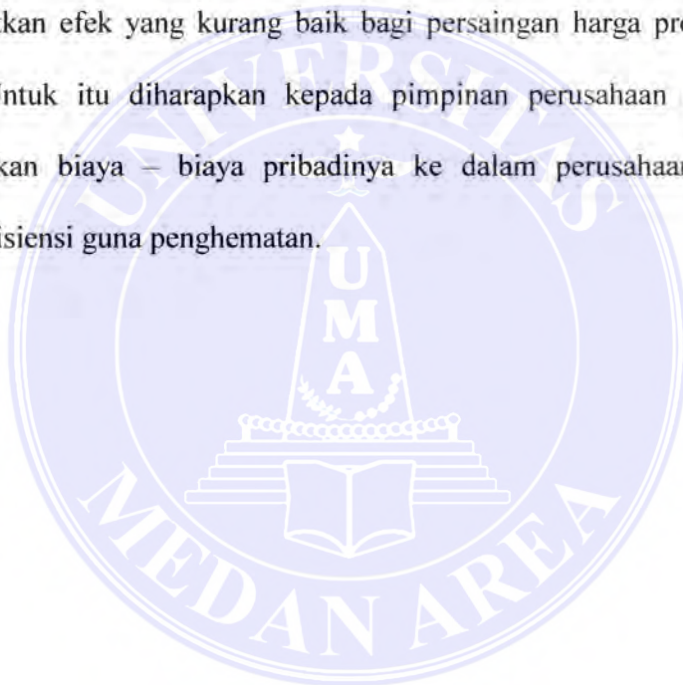 kan efek yang kurang baik bagi persaingan harga
Untuk itu diharapkan kepada pimpinan perusahaan
kan biaya – biaya pribadinya ke dalam perusahaan
isiensi guna penghematan.
UNIVERSITAS
UMA
MEDAN AREA